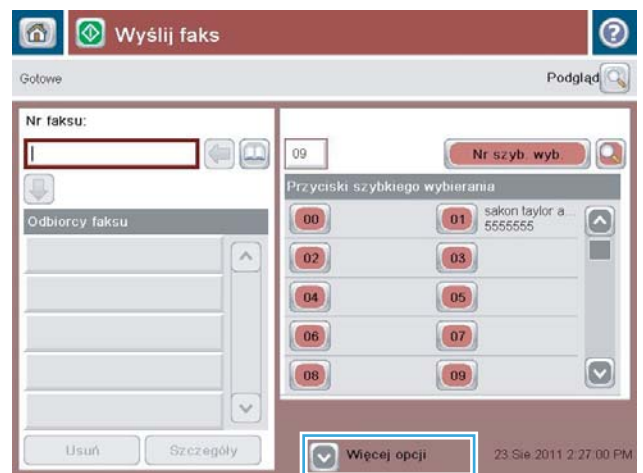 Wyślij faks
?
Gotowe
Podgląd
Nr faksu:
09
Nr szyb. wyb.
Przyciski szybkiego wybierania
Odbiorcy faksu
00
01
sakon taylor a...
5555555
02
03
04
05
06
07
08
09
Usuń
Szczegóły
Więcej opcji
23 Sie 2011 2:27:00 PM